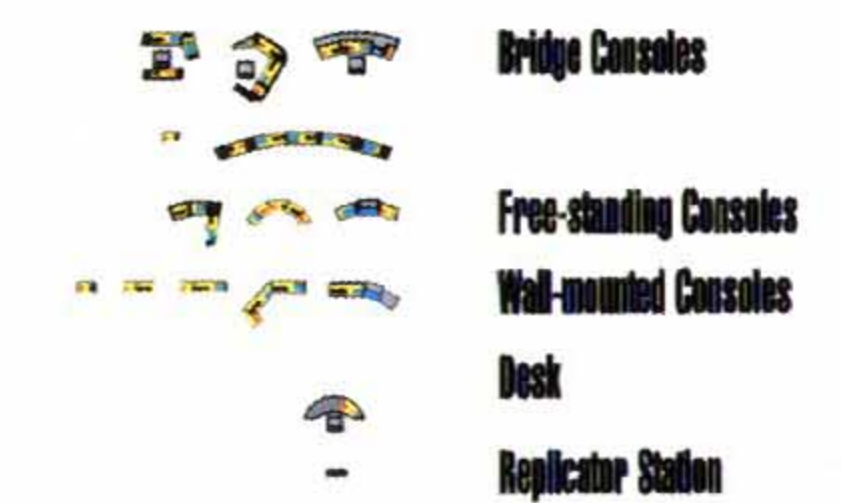 Bridge Consoles
Free-standing Consoles
Wall-mounted Consoles
Desk
Replicator Station